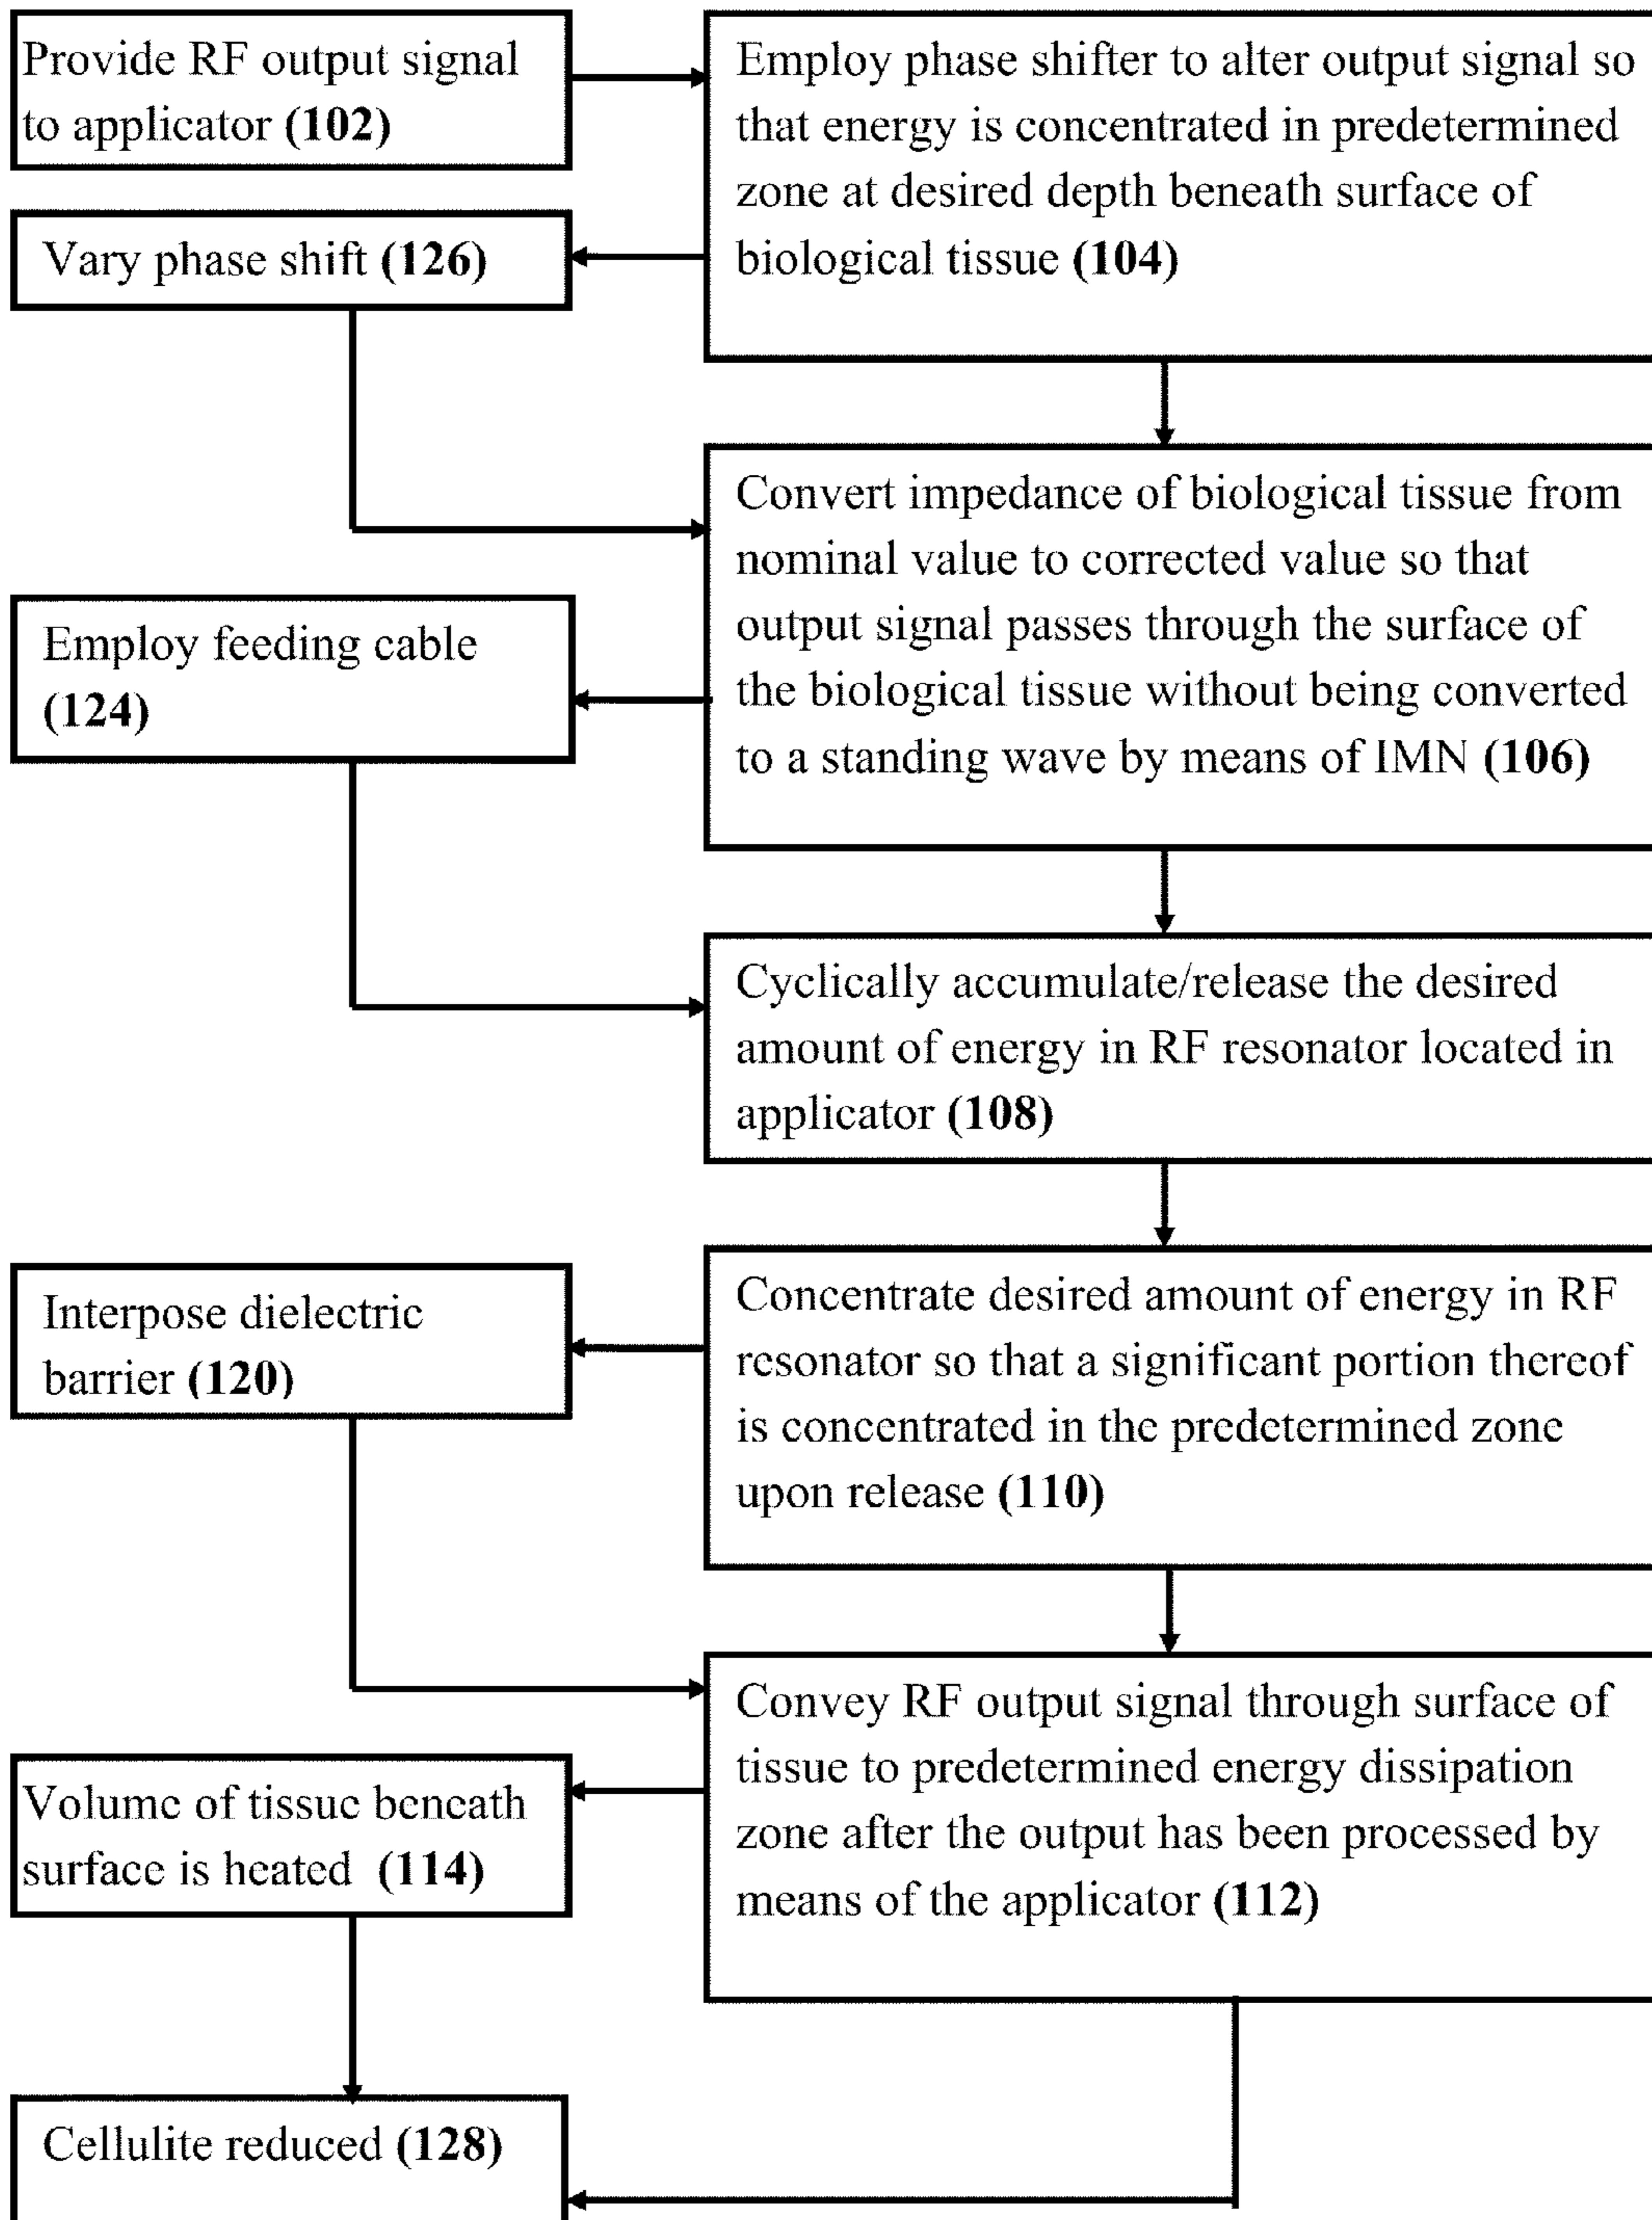 Provide RF output signal
to applicator (102)
Employ phase shifter to alter output signal so
that energy is concentrated in predetermined
zone at desired depth beneath surface of
biological tissue (104)
Vary phase shift (126)
Convert impedance of biological tissue from
nominal value to corrected value so that
output signal passes through the surface of
the biological tissue without being converted
to a standing wave by means of IMN (106)
Employ feeding cable
(124)
Cyclically accumulate/release the desired
amount of energy in RF resonator located in
applicator (108)
Concentrate desired amount of energy in RF
resonator so that a significant portion thereof
is concentrated in the predetermined zone
upon release (110)
Interpose dielectric
barrier (120)
Convey RF output signal through surface of
tissue to predetermined energy dissipation
zone after the output has been processed by
means of the applicator (112)
Volume of tissue beneath
surface is heated (114)
Cellulite reduced (128)